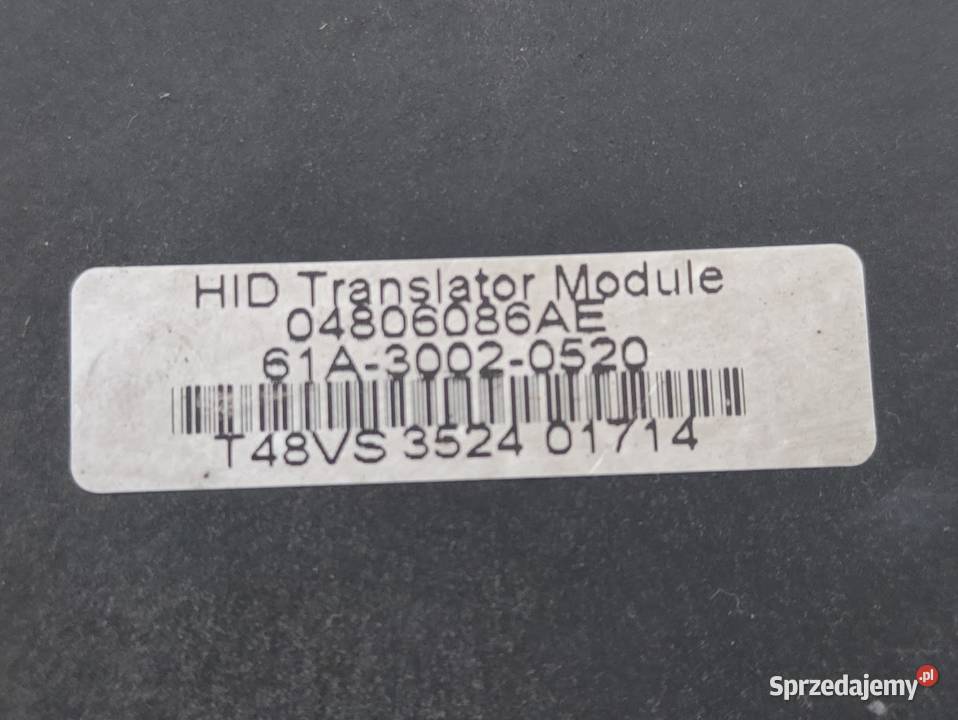 HID Translator Module
04806086AE
61A-3002-0520
T48VS 3524 01714
Sprzedajemy.pl